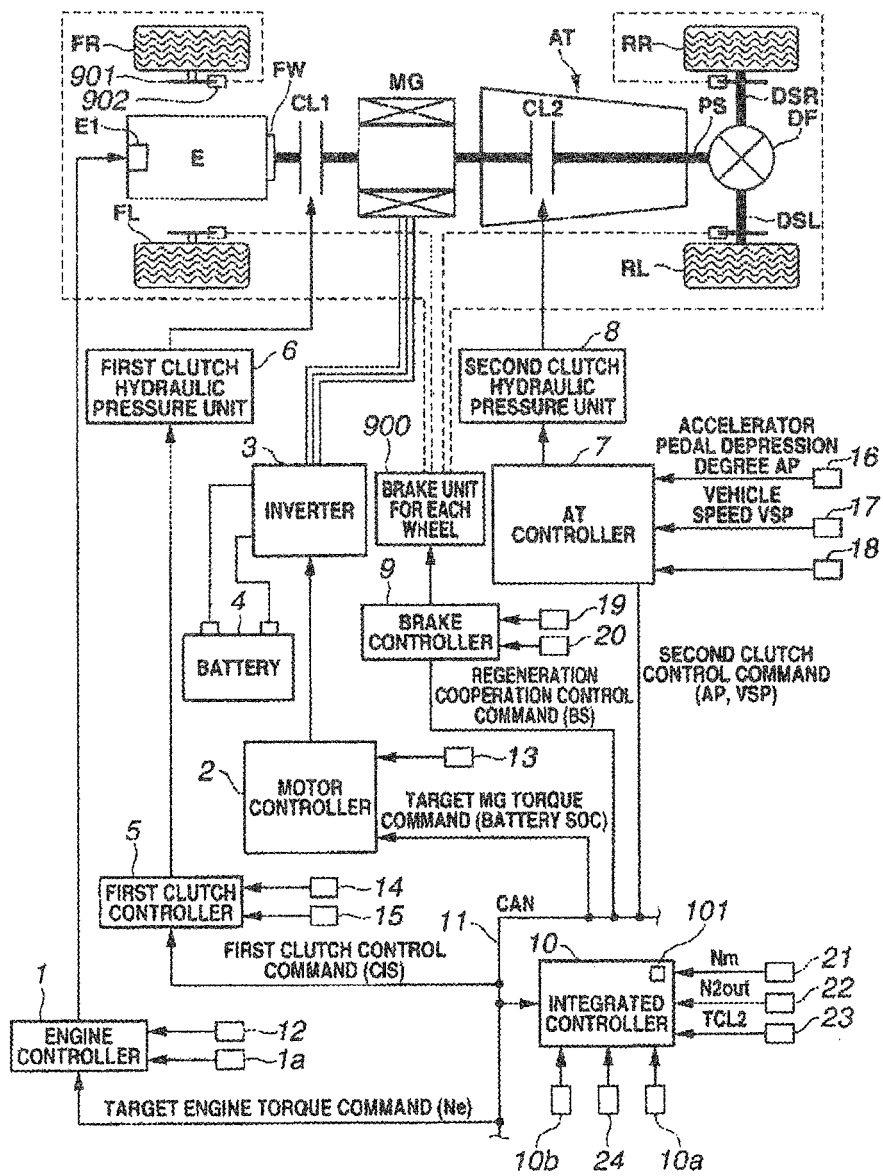 FR
901
902
E1
E
FW
CL1
MG
AT
CL2
RR
DSR
DF
PS
DSL
FL
RL
6
FIRST CLUTCH
HYDRAULIC
PRESSURE UNIT
8
SECOND CLUTCH
HYDRAULIC
PRESSURE UNIT
3
INVERTER
900
BRAKE UNIT
FOR EACH
WHEEL
7
AT
CONTROLLER
ACCELERATOR
PEDAL DEPRESSION
DEGREE AP
16
VEHICLE
SPEED VSP
17
18
4
BATTERY
9
BRAKE
CONTROLLER
19
20
REGENERATION
COOPERATION CONTROL
COMMAND (BS)
SECOND CLUTCH
CONTROL COMMAND
(AP, VSP)
2
MOTOR
CONTROLLER
13
TARGET MG TORQUE
COMMAND (BATTERY SOC)
5
FIRST CLUTCH
CONTROLLER
14
15
CAN
11
FIRST CLUTCH CONTROL
COMMAND (CIS)
10
101
INTEGRATED
CONTROLLER
Nm
21
N2out
22
TCL2
23
1
ENGINE
CONTROLLER
12
1a
TARGET ENGINE TORQUE COMMAND (Ne)
10b
24
10a